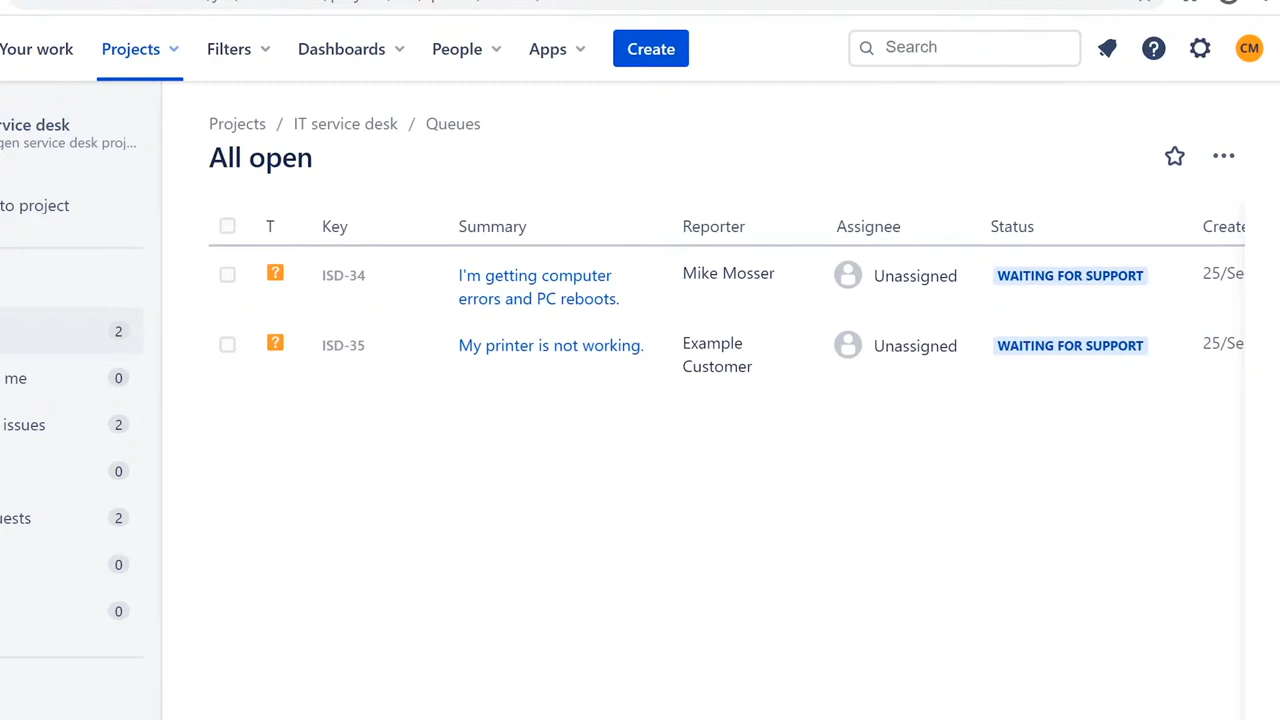 Your work Projects Filters Dashboards People Apps Create Search CM
rvice desk
gen service desk proj...
Projects / IT service desk / Queues
All open
to project
T Key Summary Reporter Assignee Status Create
? ISD-34 I'm getting computer Mike Mosser Unassigned WAITING FOR SUPPORT 25/Se
errors and PC reboots.
2
? ISD-35 My printer is not working. Example Unassigned WAITING FOR SUPPORT 25/Se
Customer
me 0
issues 2
0
uests 2
0
0